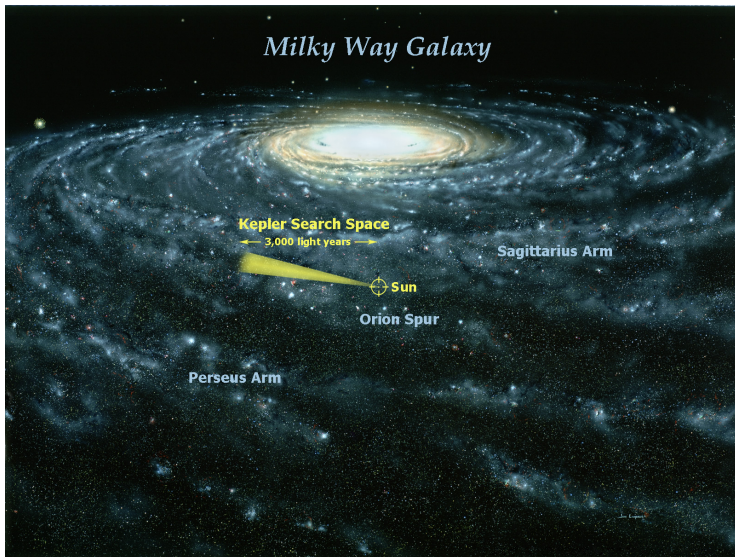 Milky Way Galaxy
Kepler Search Space
3,000 light years
Sagittarius Arm
Sun
Orion Spur
Perseus Arm